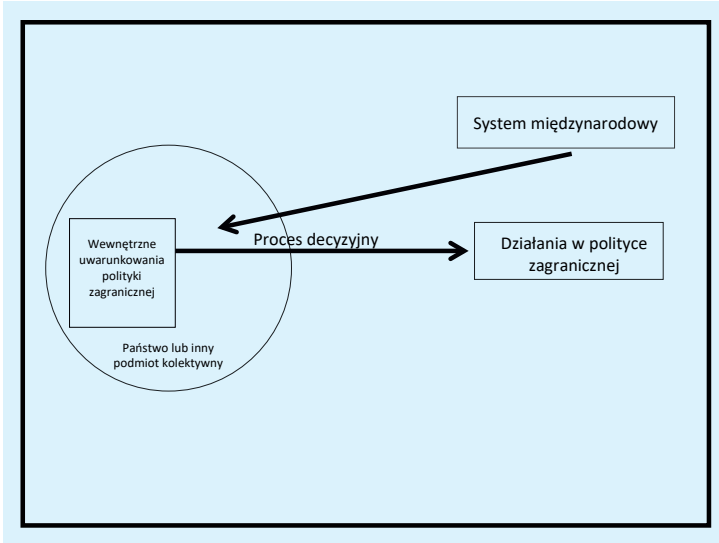 System międzynarodowy
Proces decyzyjny
Działania w polityce
zagranicznej
Wewnętrzne
uwarunkowania
polityki
zagranicznej
Państwo lub inny
podmiot kolektywny